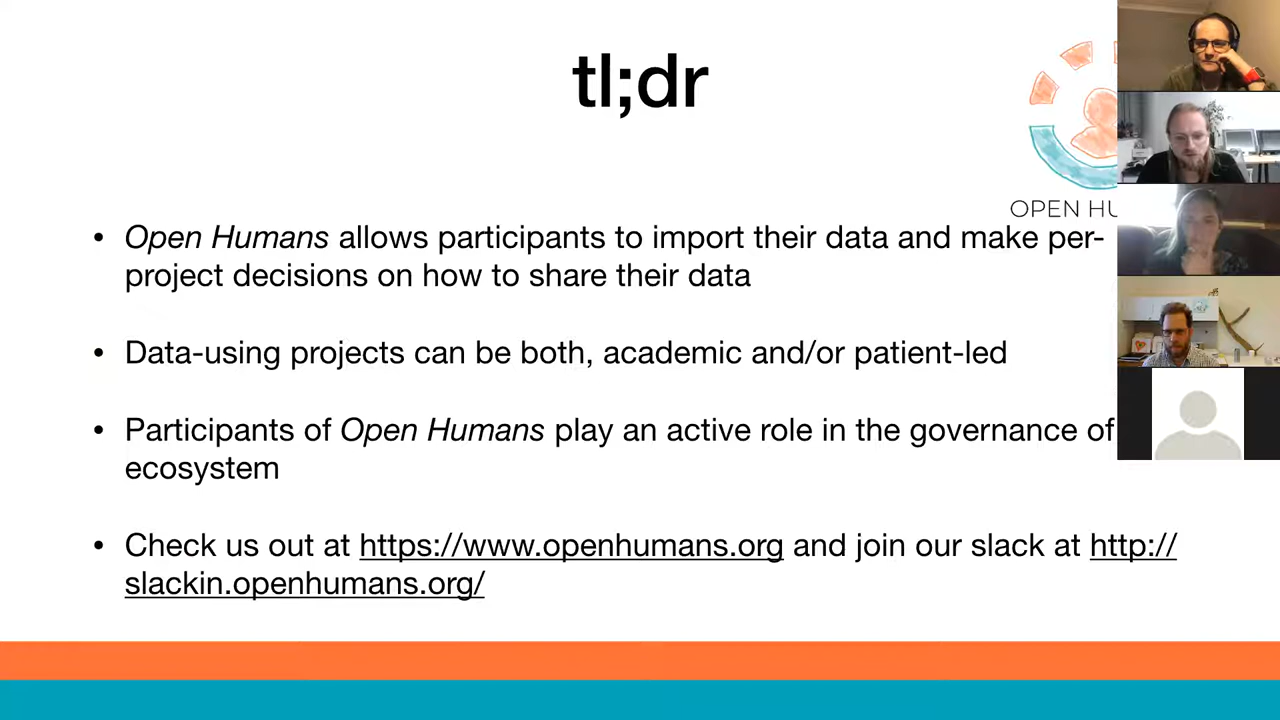 tl;dr
OPEN HU
• Open Humans allows participants to import their data and make per-
project decisions on how to share their data
• Data-using projects can be both, academic and/or patient-led
• Participants of Open Humans play an active role in the governance of
ecosystem
• Check us out at https://www.openhumans.org and join our slack at http://
slackin.openhumans.org/